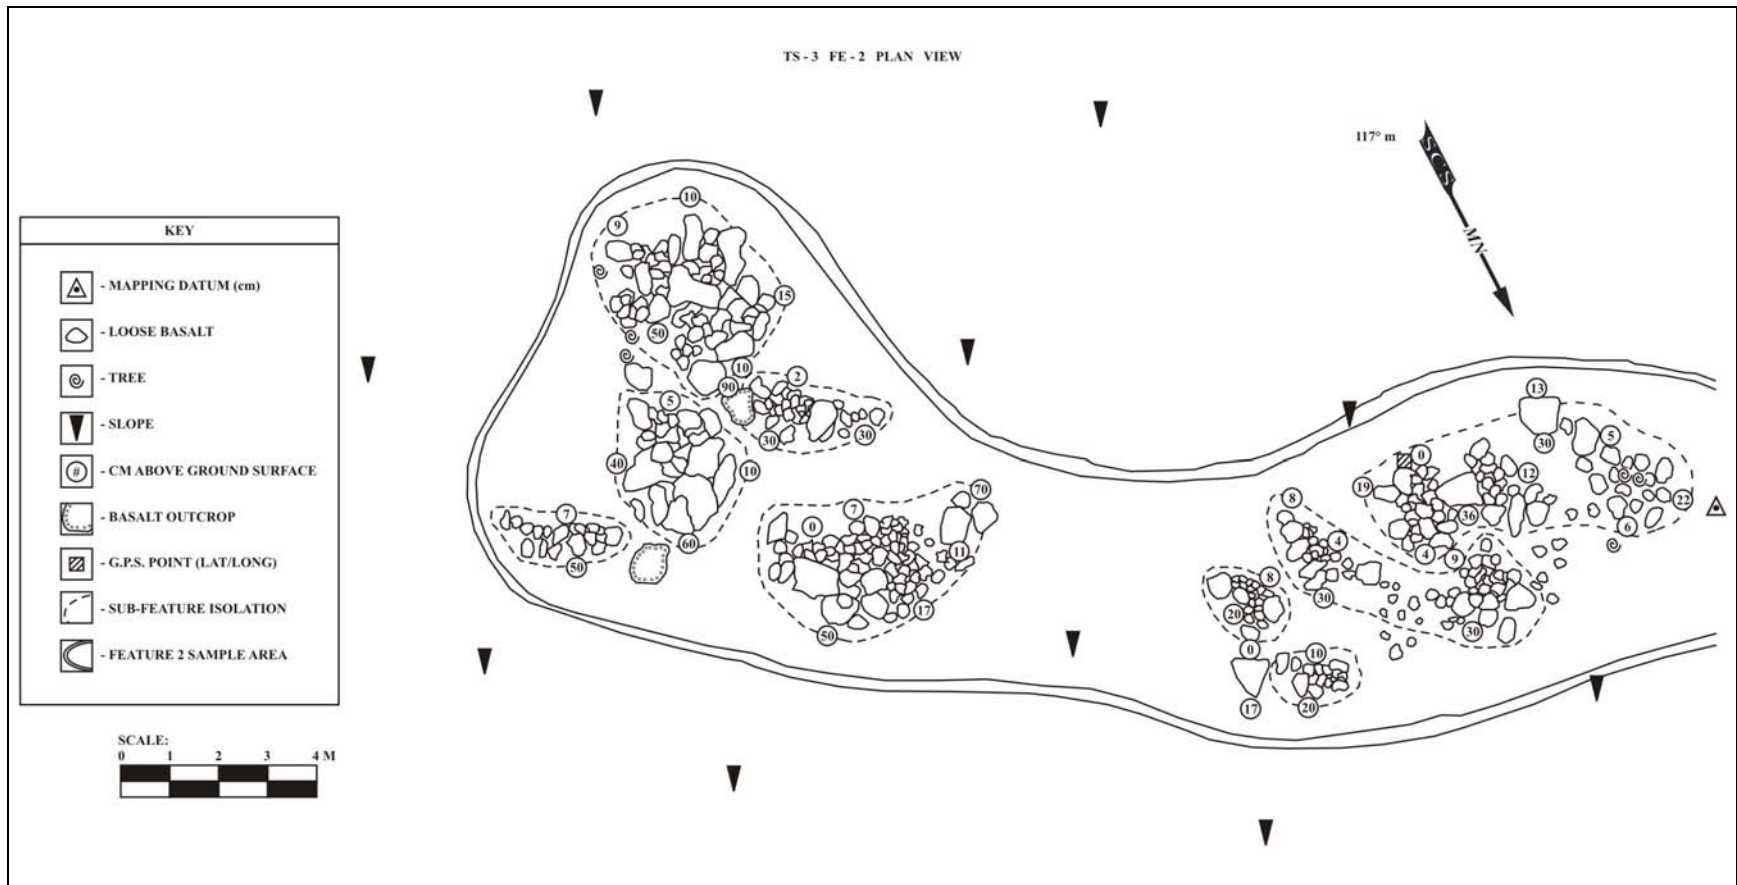 TS - 3 FE - 2 PLAN VIEW
117° m
SCS
MN
KEY
- MAPPING DATUM (cm)
- LOOSE BASALT
- TREE
- SLOPE
# - CM ABOVE GROUND SURFACE
- BASALT OUTCROP
- G.P.S. POINT (LAT/LONG)
- SUB-FEATURE ISOLATION
- FEATURE 2 SAMPLE AREA
SCALE:
0 1 2 3 4 M
10
9
15
50
10
90
2
5
30
30
40
10
7
60
50
0
7
70
11
17
50
13
30
5
0
12
19
36
22
6
8
4
4
9
30
8
20
30
0
10
17
20